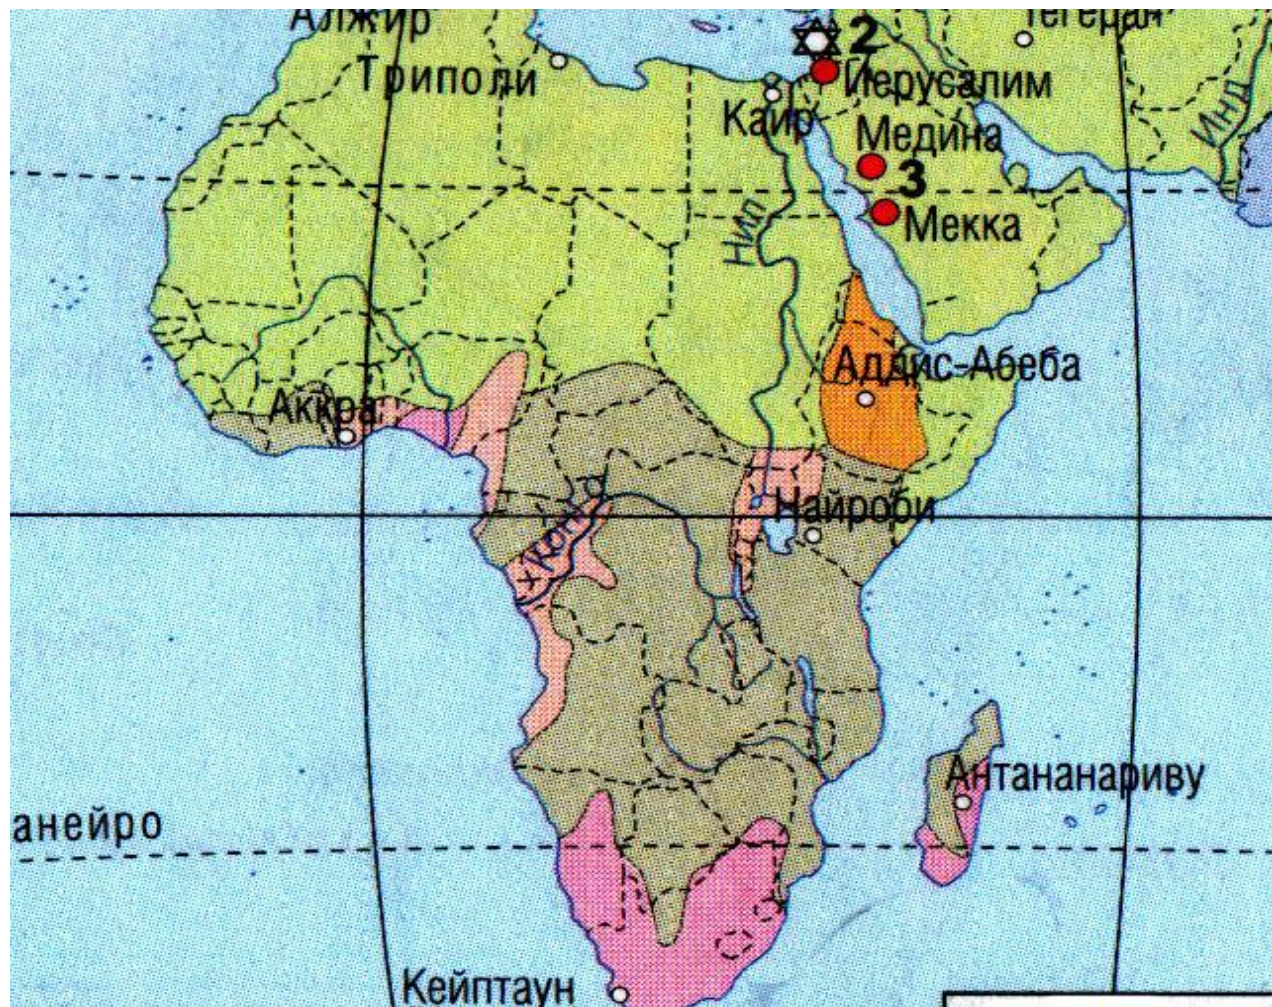 Алжир
Тегеран
2
Триполи
Иерусалим
Каир
Медина
Инд
3
Мекка
Нил
Аддис-Абеба
Аккра
Найроби
Конго
Антананариву
анейро
Кейптаун